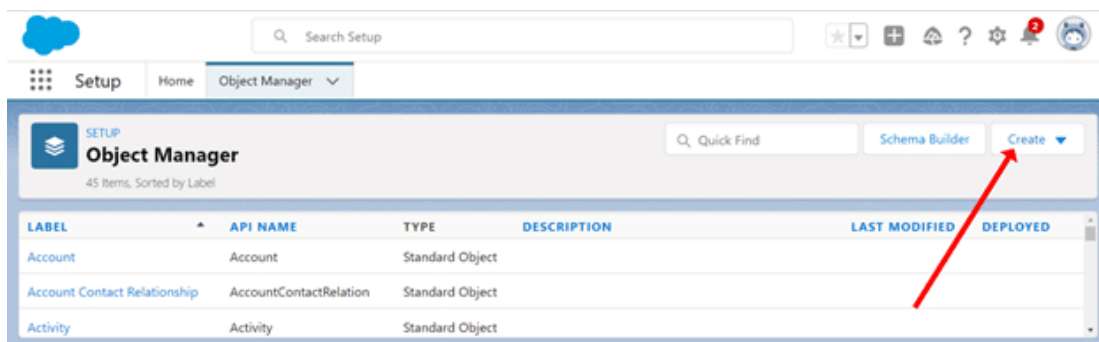 Search Setup
2
Setup Home Object Manager
SETUP
Object Manager
45 Items, Sorted by Label
Quick Find
Schema Builder
Create
LABEL API NAME TYPE DESCRIPTION LAST MODIFIED DEPLOYED
Account Account Standard Object
Account Contact Relationship AccountContactRelation Standard Object
Activity Activity Standard Object